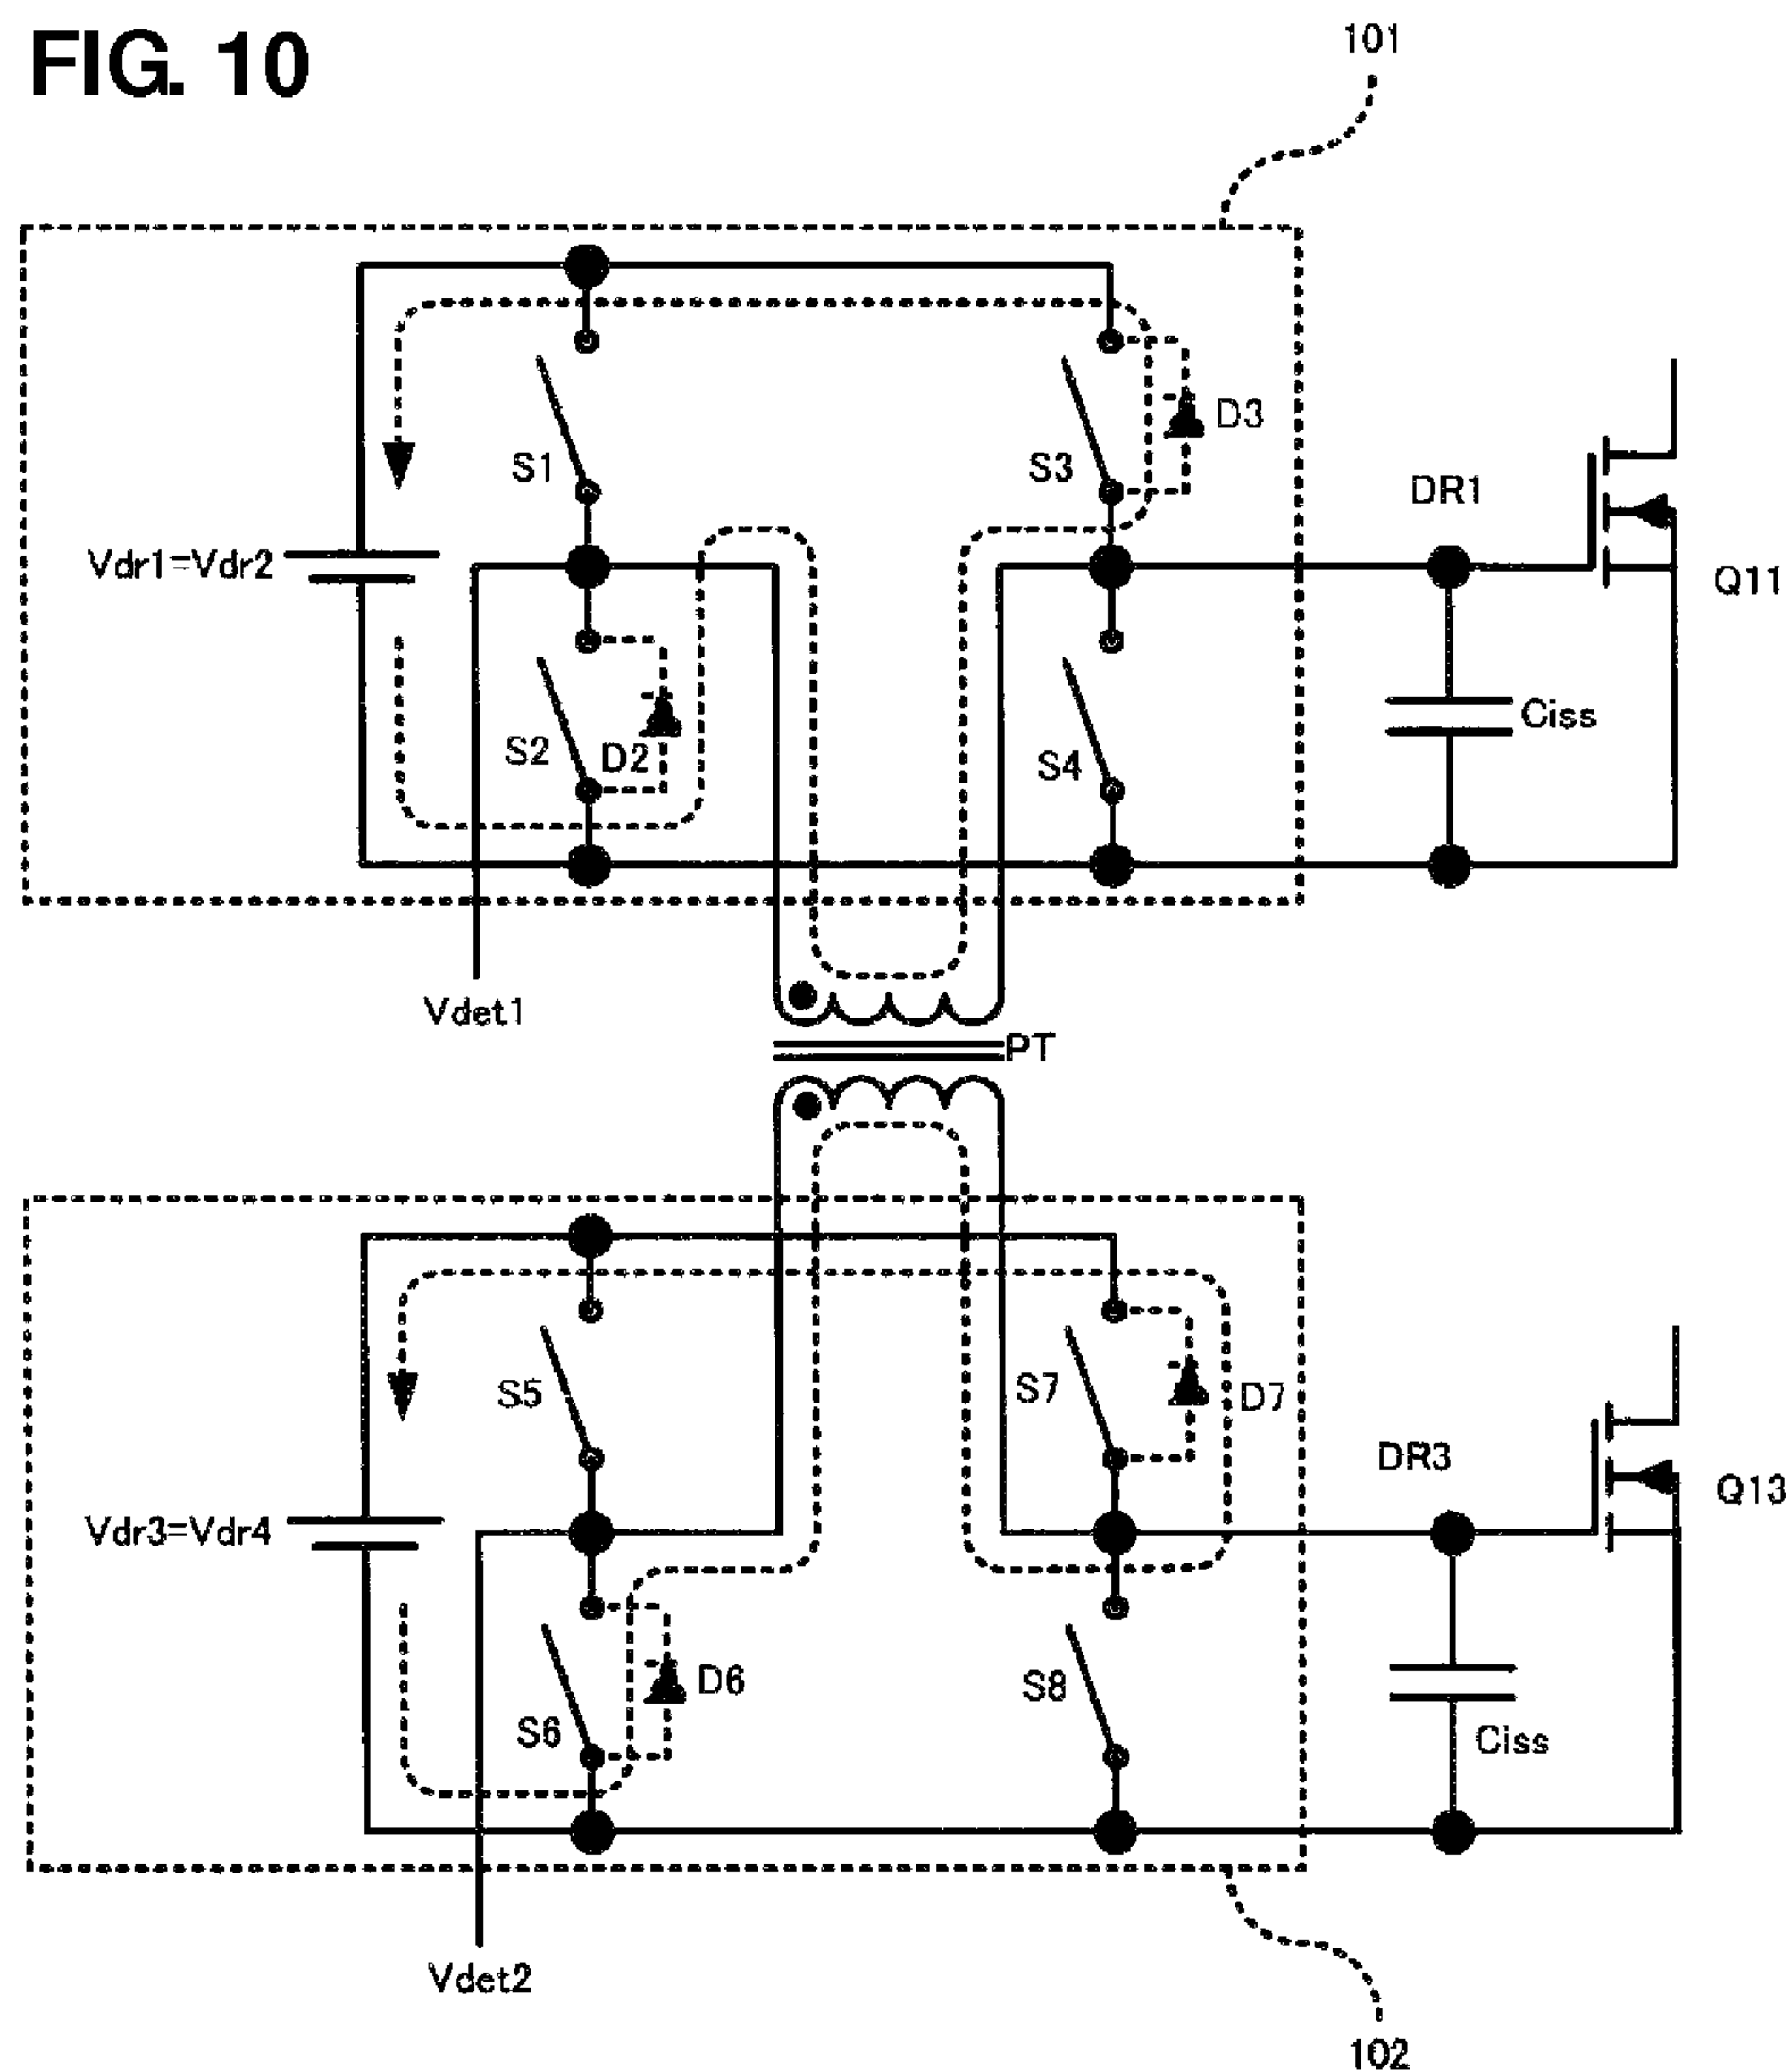 FIG. 10
101
D3
S1
S3
DR1
Vdr1=Vdr2
Q11
Ciss
S2
D2
S4
Vdet1
PT
S5
S7
D7
DR3
Q13
Vdr3=Vdr4
D6
S8
S6
Ciss
Vdet2
102